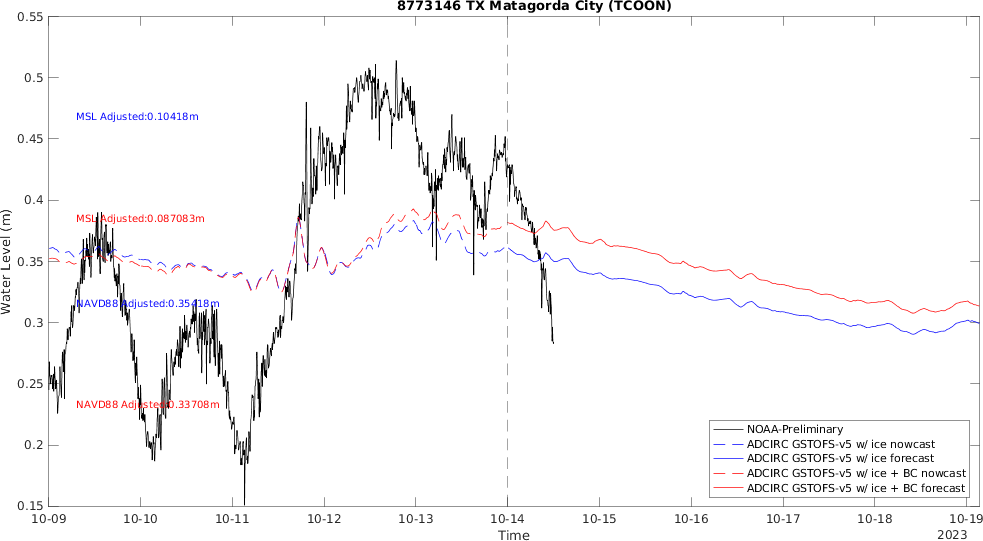 8773146 TX Matagorda City (TCOON)
0.55
0.5
0.45
0.4
0.35
0.3
0.25
0.2
0.15
Water Level (m)
MSL Adjusted:0.10418m
MSL Adjusted:0.087083m
NAVD88 Adjusted:0.35418m
NAVD88 Adjusted:0.33708m
NOAA-Preliminary
ADCIRC GSTOFS-v5 w/ ice nowcast
ADCIRC GSTOFS-v5 w/ ice forecast
ADCIRC GSTOFS-v5 w/ ice + BC nowcast
ADCIRC GSTOFS-v5 w/ ice + BC forecast
10-09 10-10 10-11 10-12 10-13 10-14 10-15 10-16 10-17 10-18 10-19
Time
2023